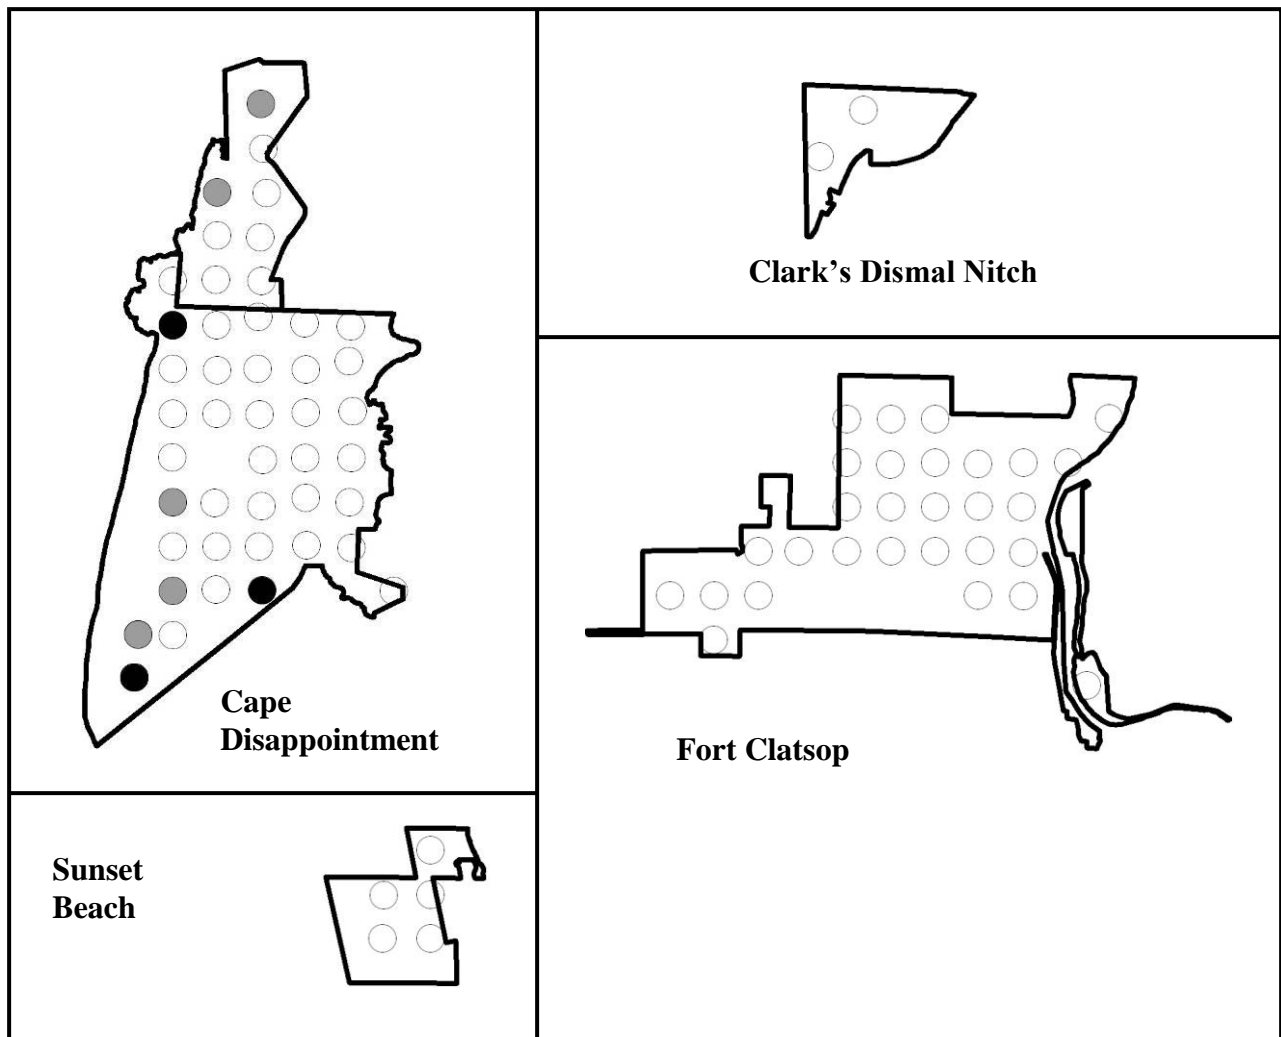 Clark’s Dismal Nitch
Cape
Disappointment
Fort Clatsop
Sunset
Beach